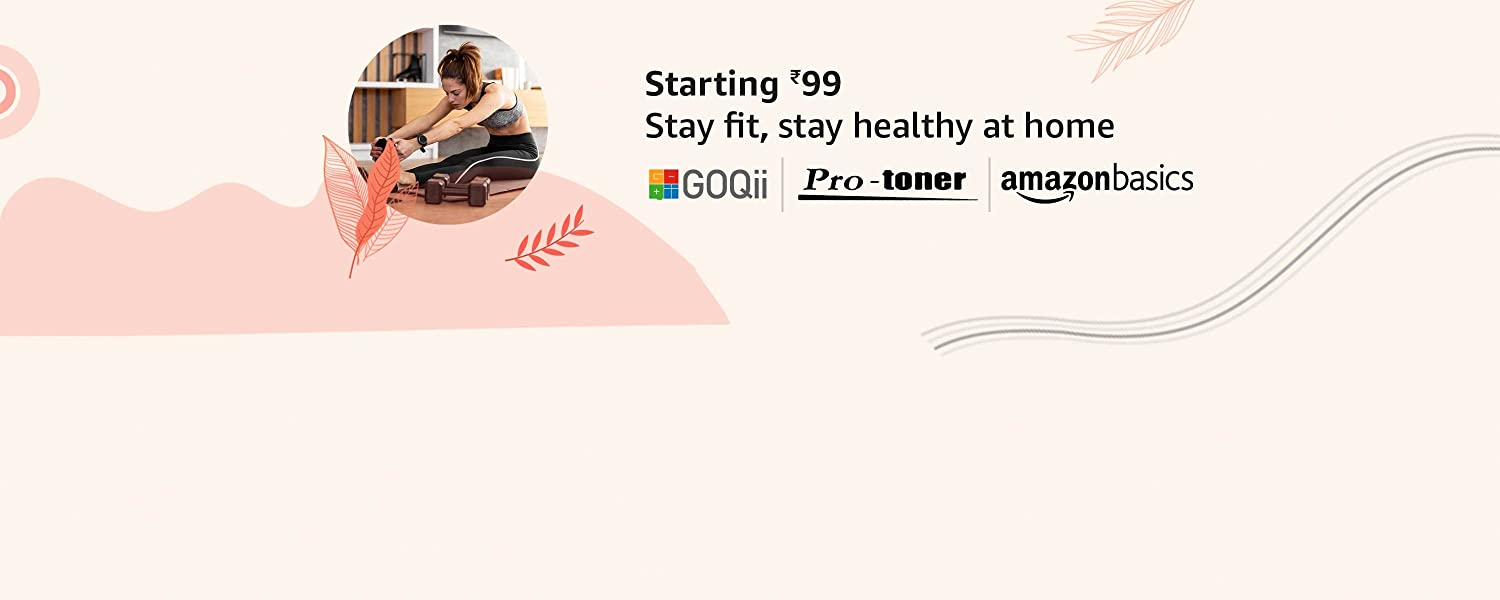 Starting ₹99
Stay fit, stay healthy at home
GOQii Pro-toner amazonbasics